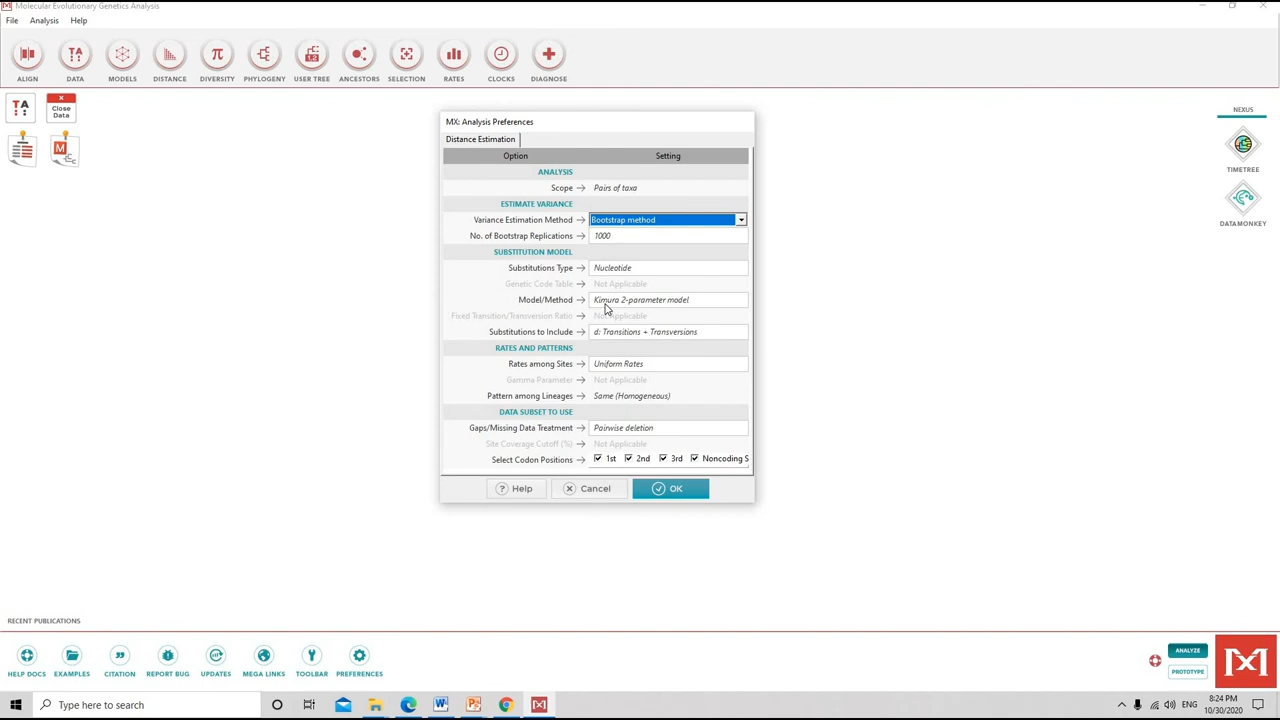 Molecular Evolutionary Genetics Analysis
File Analysis Help
ALIGN DATA MODELS DISTANCE DIVERSITY PHYLOGENY USER TREE ANCESTORS SELECTION RATES CLOCKS DIAGNOSE
TA
Close
Data
NEXUS
TIMETREE
DATAMONKEY
MX: Analysis Preferences
Distance Estimation
Option Setting
ANALYSIS
Scope Pairs of taxa
ESTIMATE VARIANCE
Variance Estimation Method Bootstrap method
No. of Bootstrap Replications 1000
SUBSTITUTION MODEL
Substitutions Type Nucleotide
Genetic Code Table Not Applicable
Model/Method Kimura 2-parameter model
Fixed Transition/Transversion Ratio Not Applicable
Substitutions to Include d: Transitions + Transversions
RATES AND PATTERNS
Rates among Sites Uniform Rates
Gamma Parameter Not Applicable
Pattern among Lineages Same (Homogeneous)
DATA SUBSET TO USE
Gaps/Missing Data Treatment Pairwise deletion
Site Coverage Cutoff (%) Not Applicable
Select Codon Positions 1st 2nd 3rd Noncoding S
? Help Cancel OK
RECENT PUBLICATIONS
HELP DOCS EXAMPLES CITATION REPORT BUG UPDATES MEGA LINKS TOOLBAR PREFERENCES
ANALYZE
PROTOTYPE
Type here to search
ENG
8:24 PM
10/30/2020